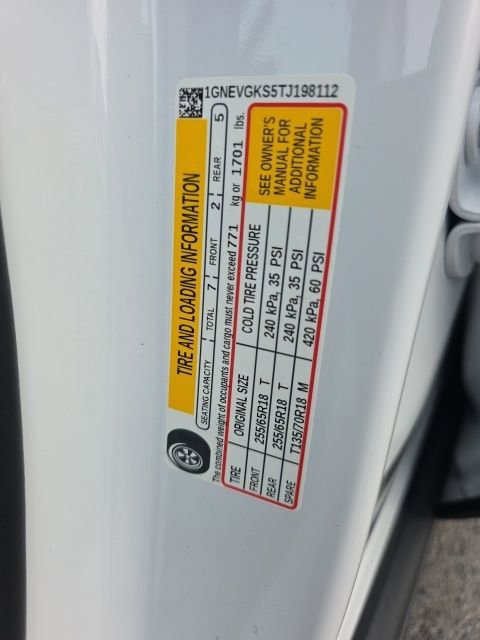 1GNEVGKS5TJ198112
TIRE AND LOADING INFORMATION
SEATING CAPACITY TOTAL 7 FRONT 2 REAR 5
The combined weight of occupants and cargo must never exceed 771 kg or 1701 lbs.
TIRE ORIGINAL SIZE COLD TIRE PRESSURE
FRONT 255/65R18 T 240 kPa, 35 PSI
REAR 255/65R18 T 240 kPa, 35 PSI
SPARE T135/70R18 M 420 kPa, 60 PSI
SEE OWNER'S
MANUAL FOR
ADDITIONAL
INFORMATION